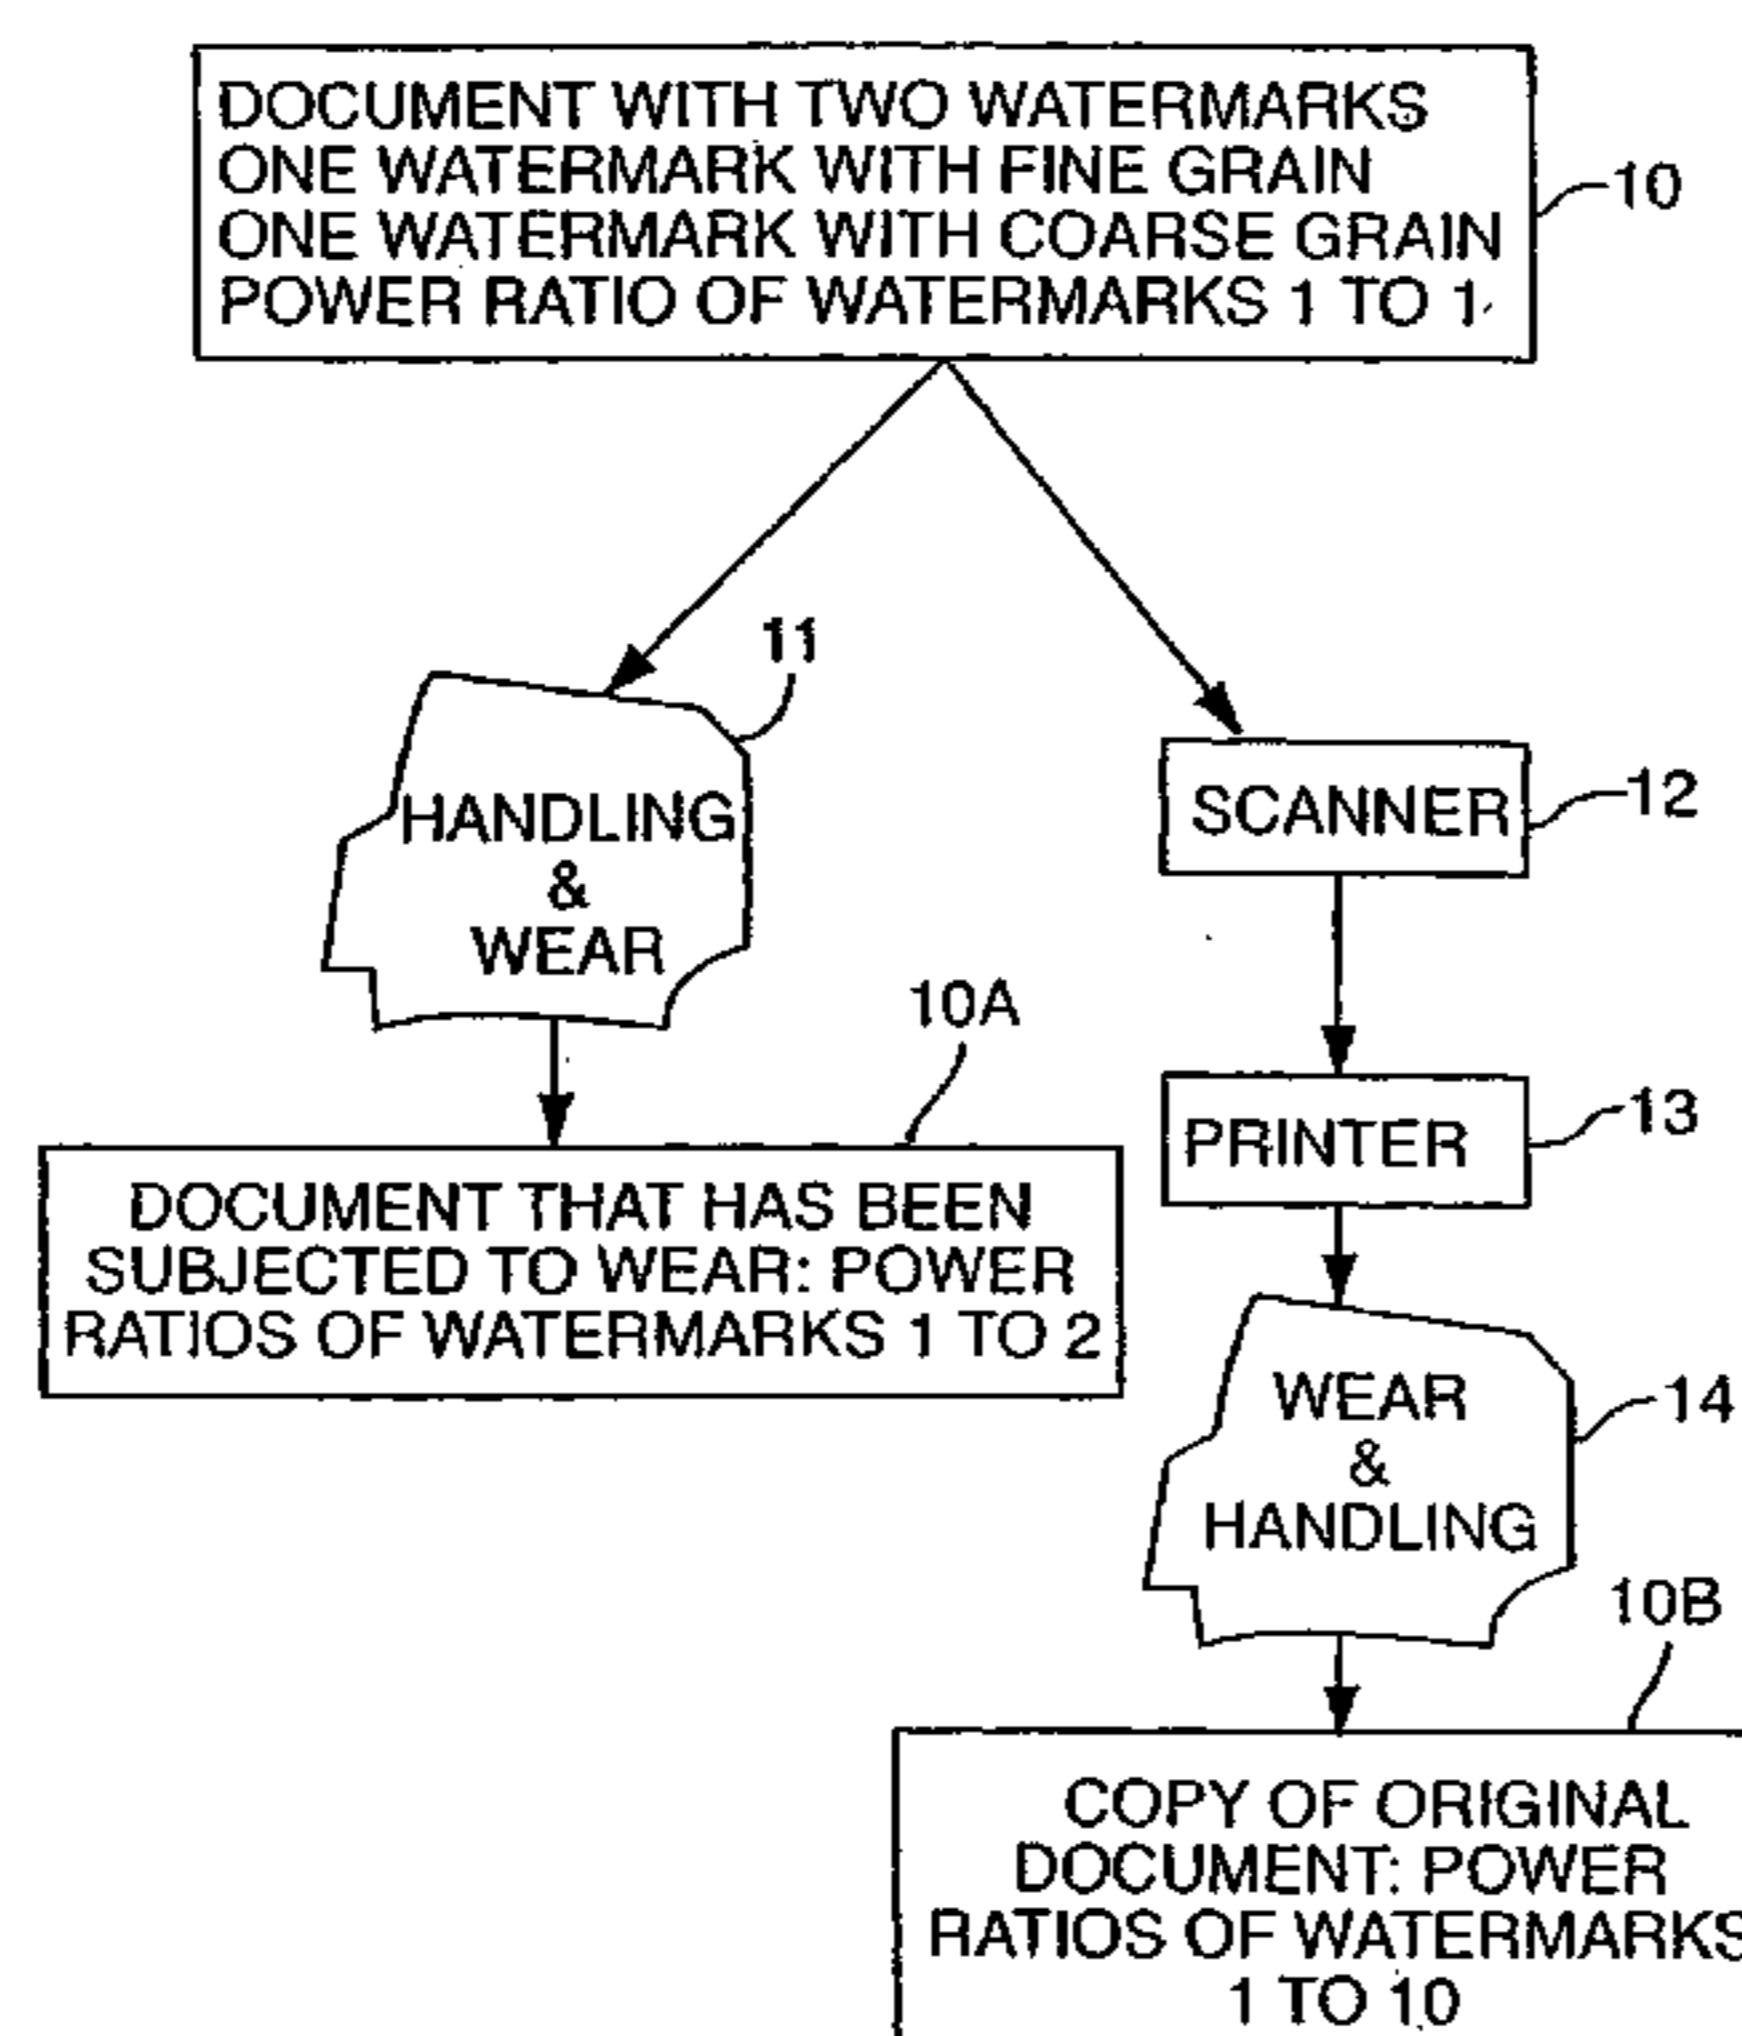 DOCUMENT WITH TWO WATERMARKS
ONE WATERMARK WITH FINE GRAIN
ONE WATERMARK WITH COARSE GRAIN
POWER RATIO OF WATERMARKS 1 TO 1
10
11
HANDLING
&
WEAR
SCANNER
12
10A
DOCUMENT THAT HAS BEEN
SUBJECTED TO WEAR: POWER
RATIOS OF WATERMARKS 1 TO 2
PRINTER
13
WEAR
&
HANDLING
14
10B
COPY OF ORIGINAL
DOCUMENT: POWER
RATIOS OF WATERMARKS
1 TO 10